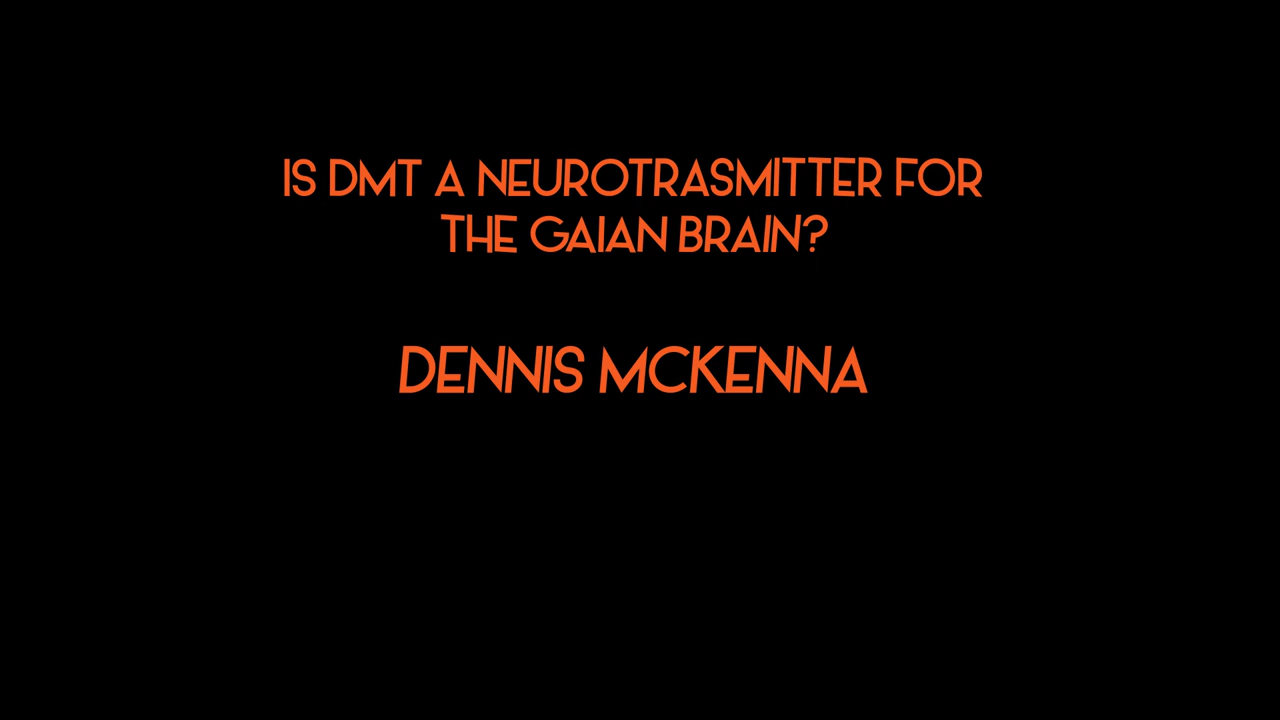 IS DMT A NEUROTRASMITTER FOR
THE GAIAN BRAIN?
DENNIS MCKENNA